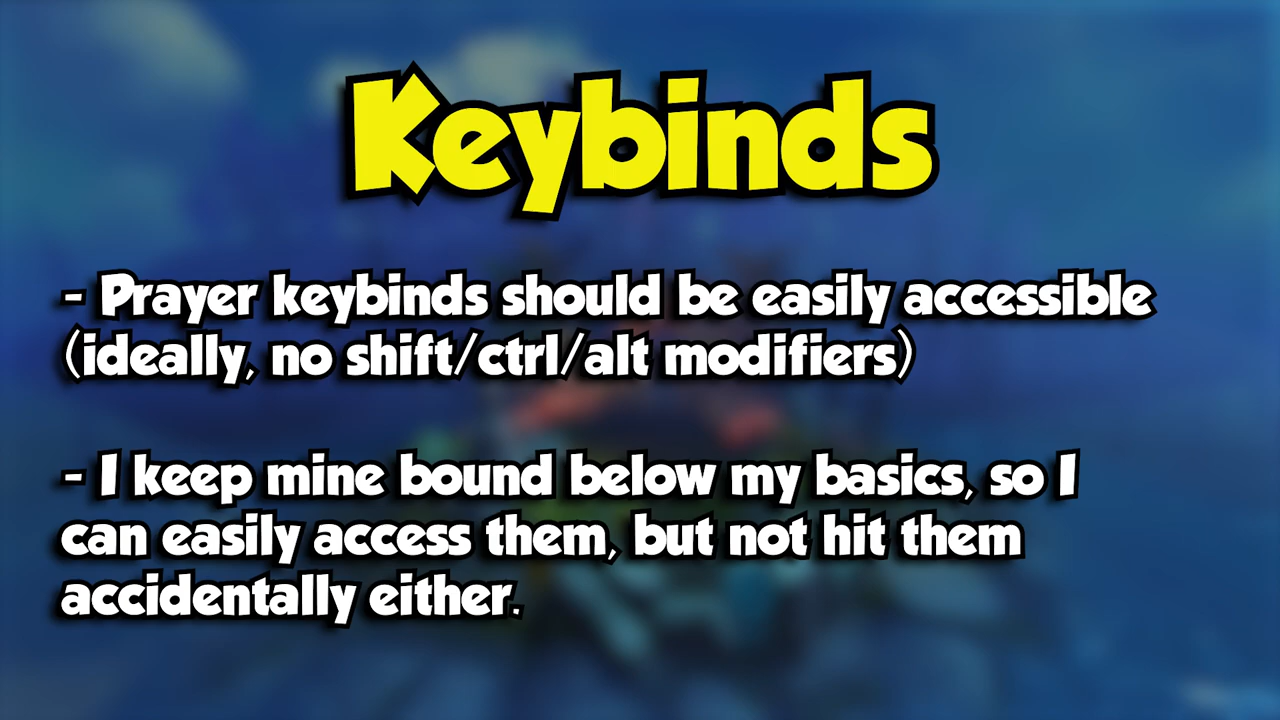 Keybinds
- Prayer keybinds should be easily accessible
(ideally, no shift/ctrl/alt modifiers)
- I keep mine bound below my basics, so I
can easily access them, but not hit them
accidentally either.